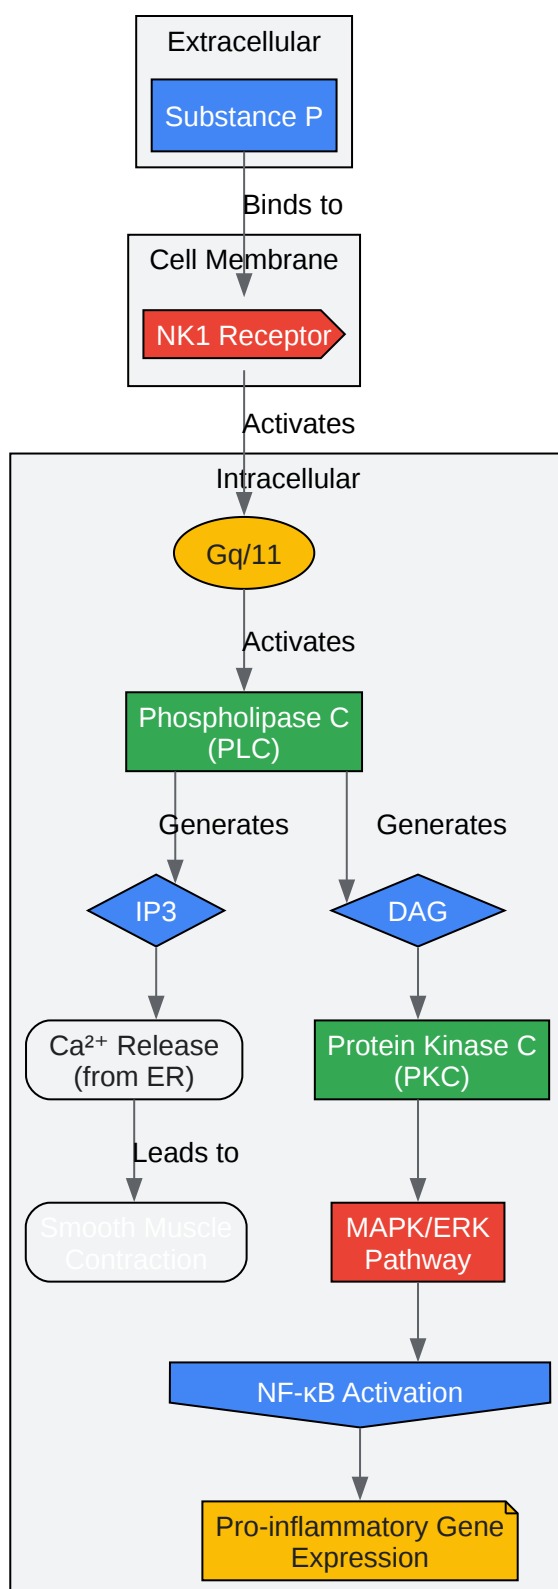 Extracellular
Substance P
Binds to
Cell Membrane
NK1 Receptor
Activates
Intracellular
Gq/11
Activates
Phospholipase C
(PLC)
Generates
Generates
IP3
DAG
Ca²⁺ Release
(from ER)
Protein Kinase C
(PKC)
Leads to
Smooth Muscle
Contraction
MAPK/ERK
Pathway
NF-κB Activation
Pro-inflammatory Gene
Expression